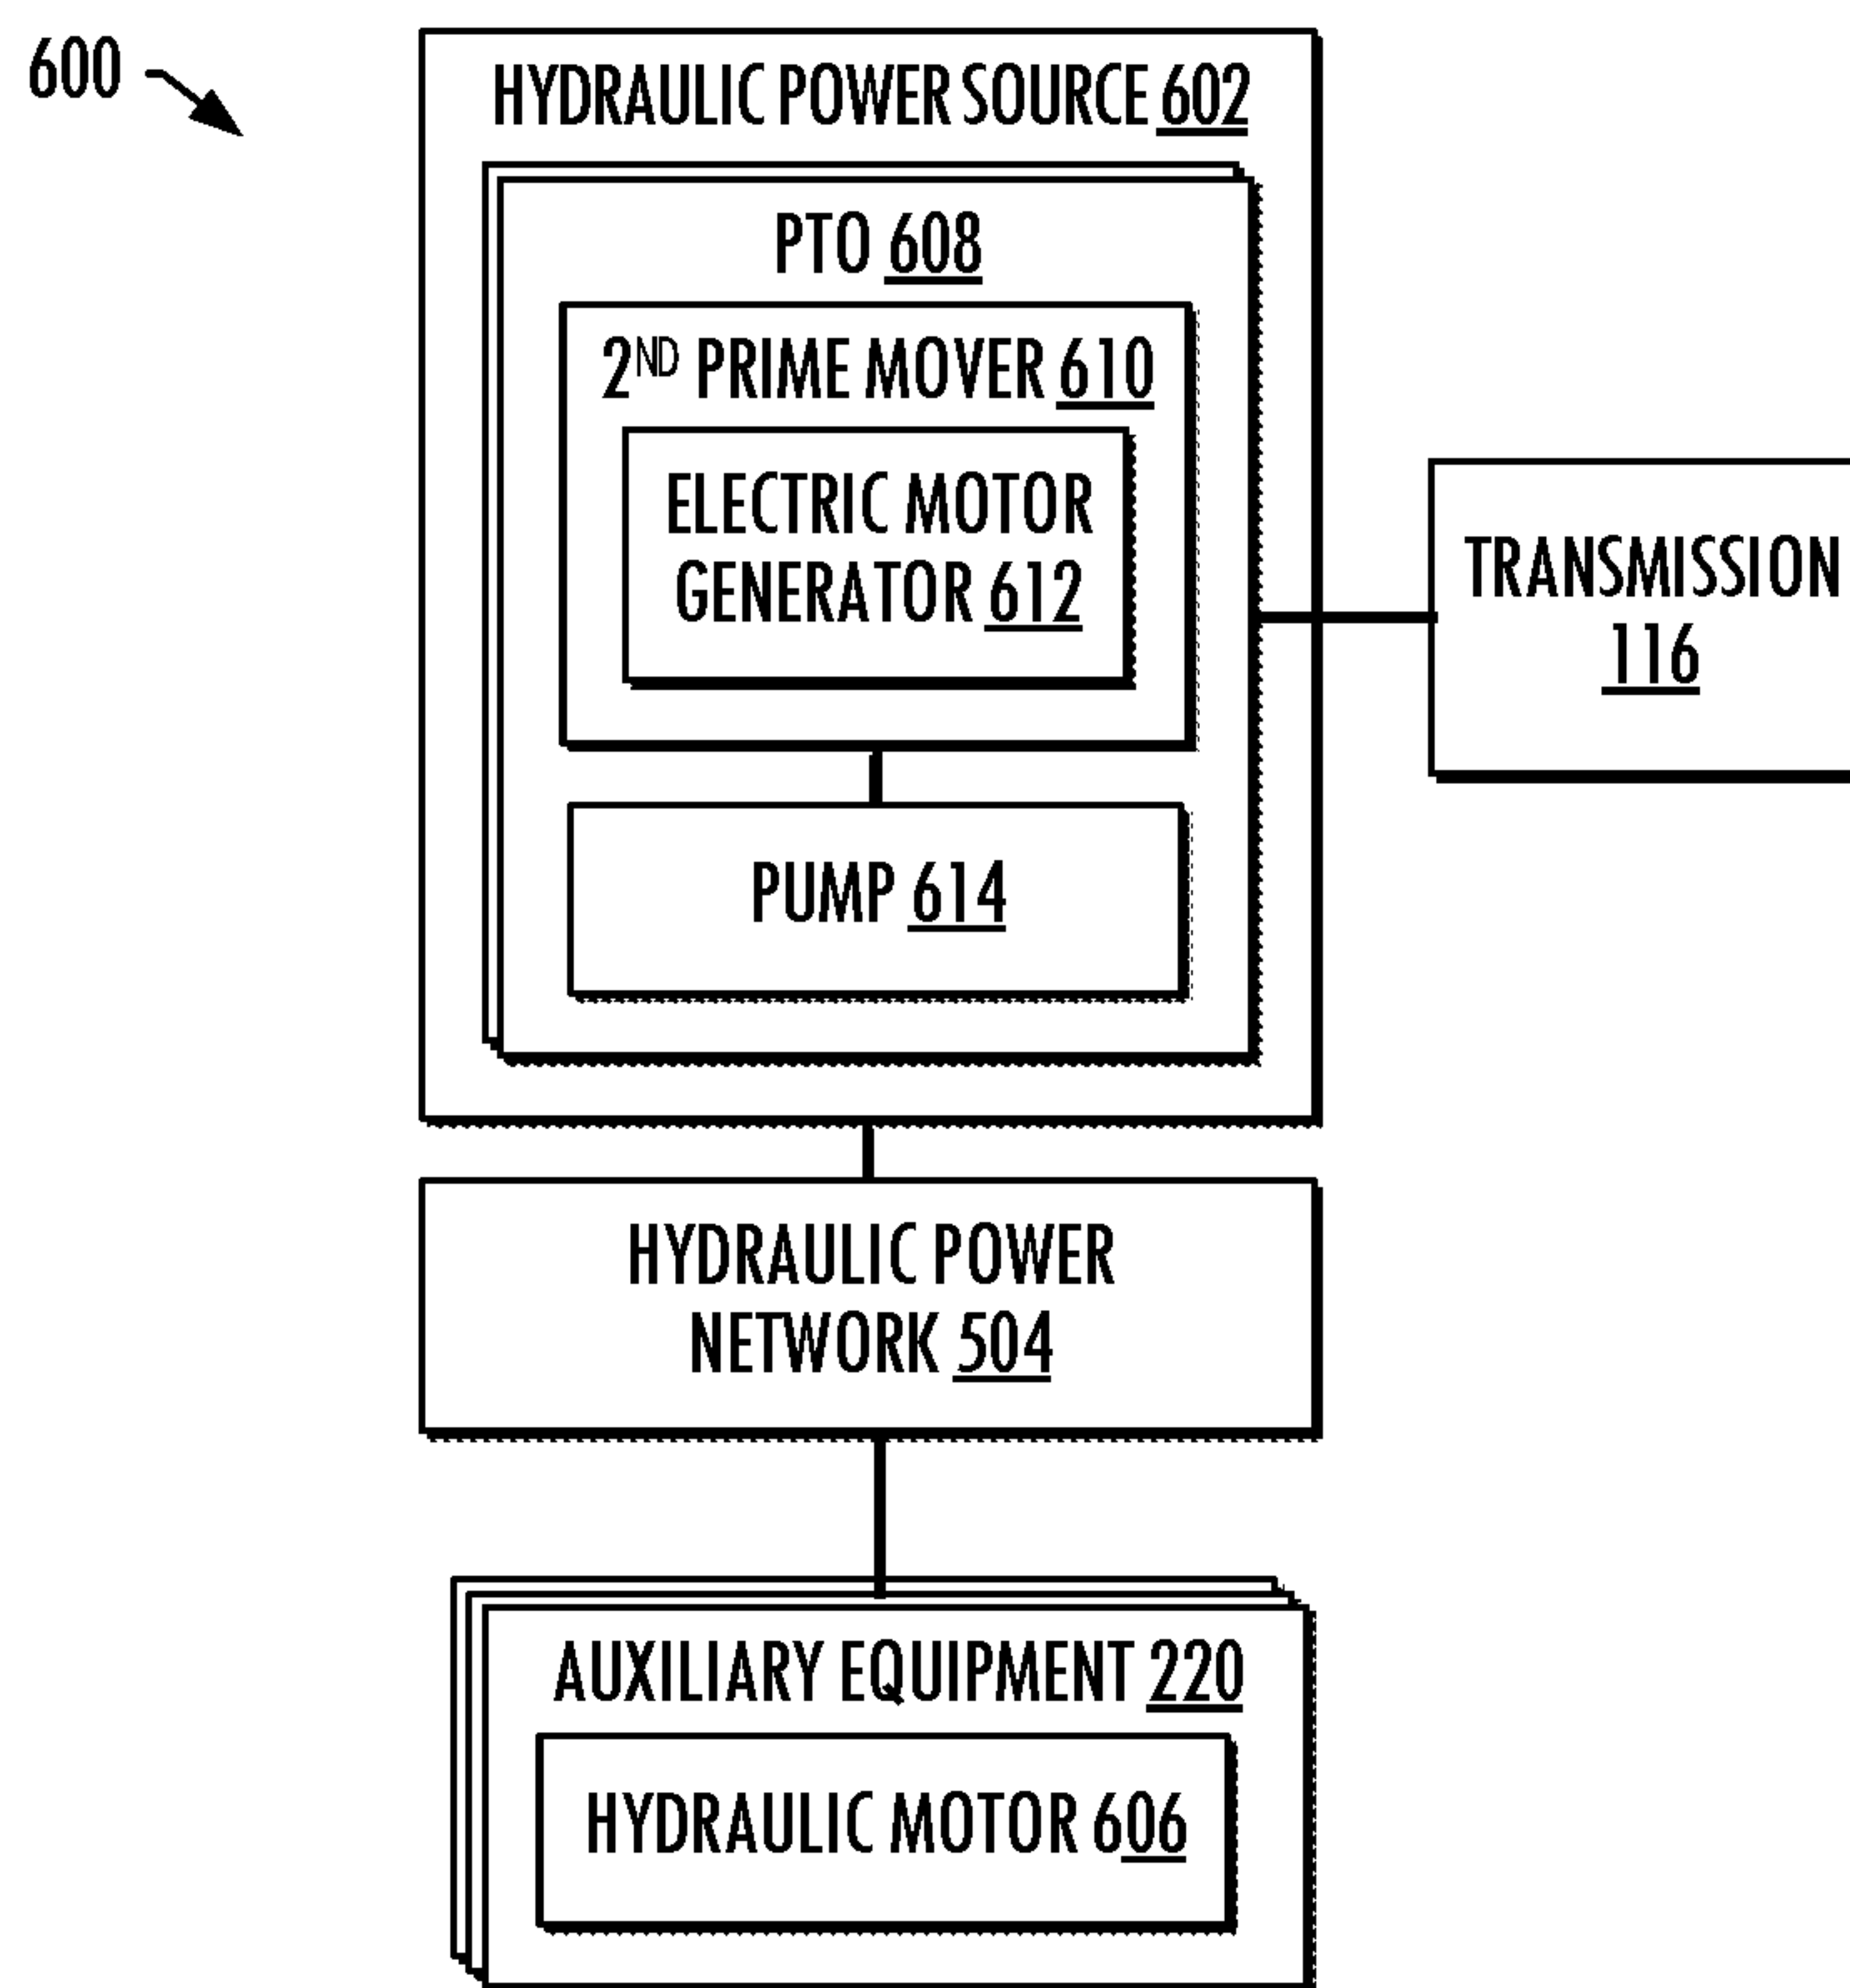 600
HYDRAULIC POWER SOURCE 602
PTO 608
2ND PRIME MOVER 610
ELECTRIC MOTOR
GENERATOR 612
TRANSMISSION
116
PUMP 614
HYDRAULIC POWER
NETWORK 504
AUXILIARY EQUIPMENT 220
HYDRAULIC MOTOR 606